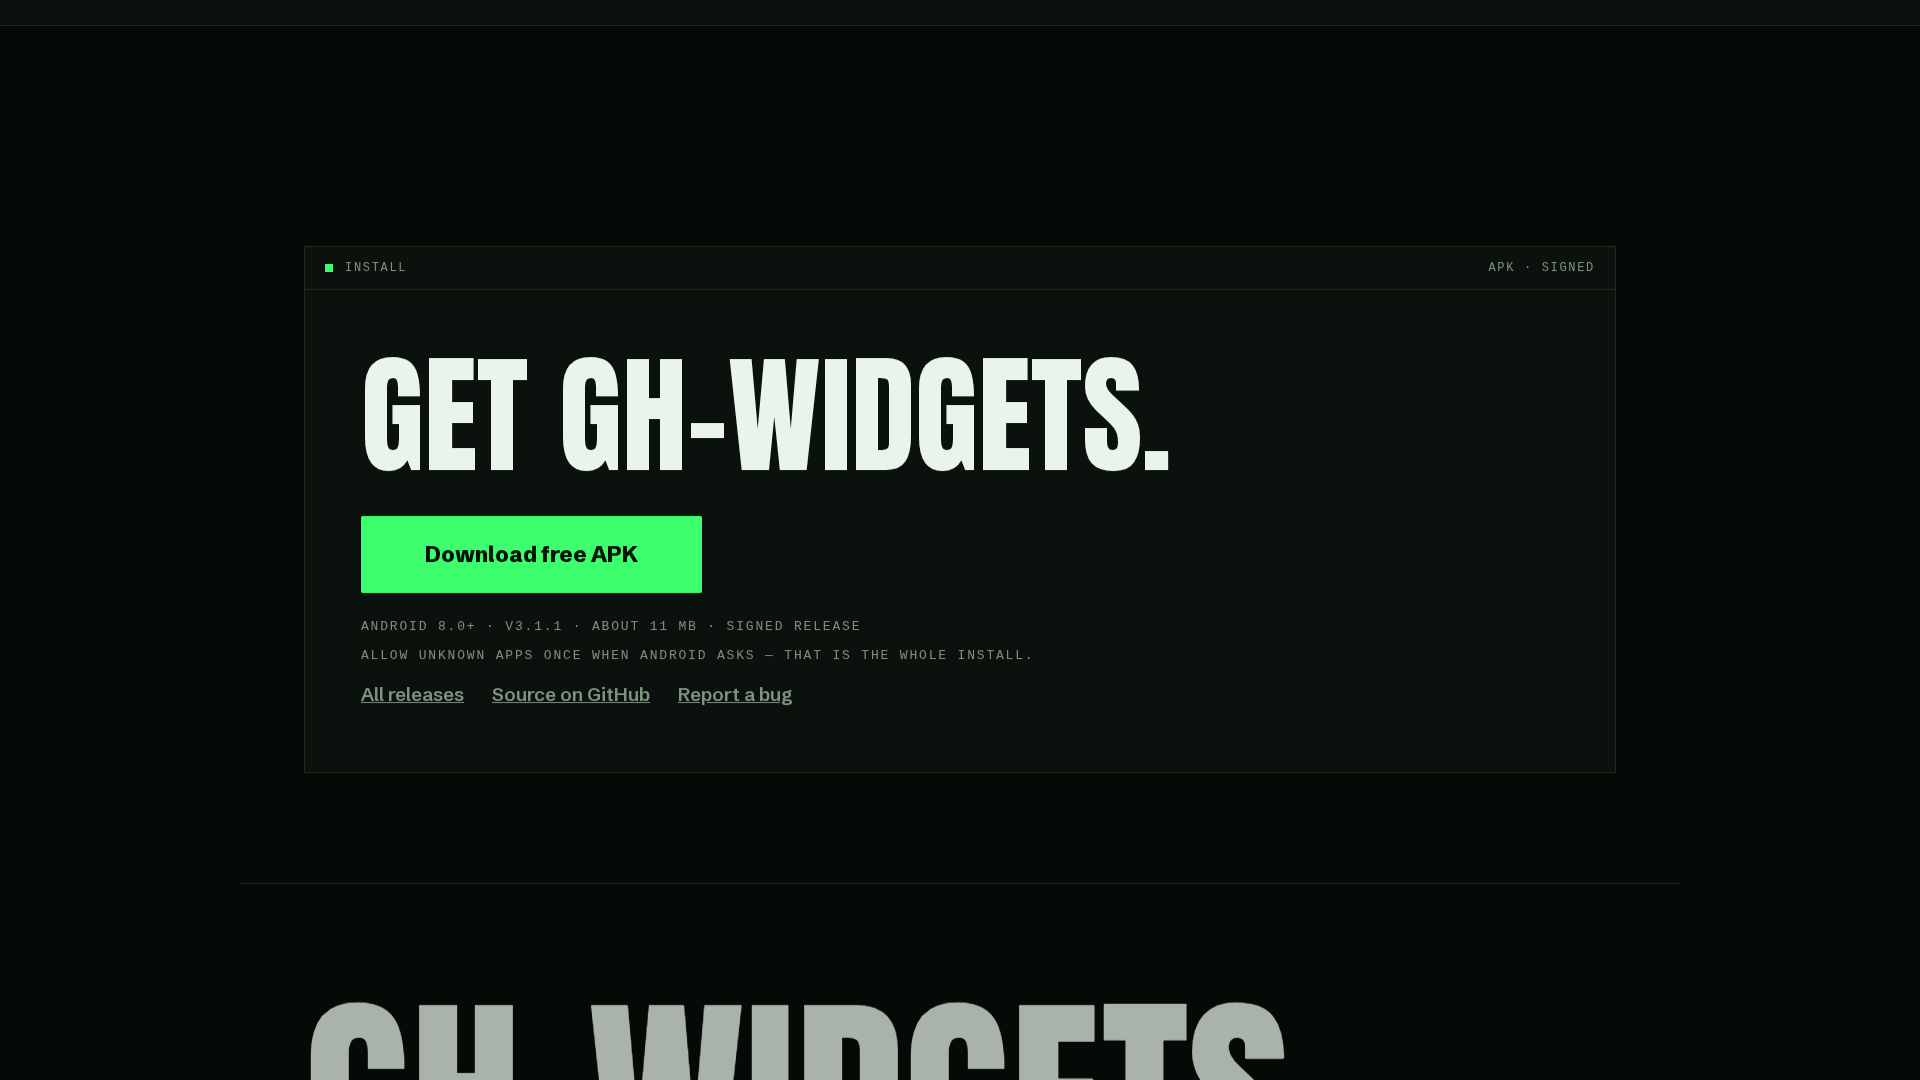 INSTALL
APK · SIGNED
GET GH-WIDGETS.
Download free APK
ANDROID 8.0+ · V3.1.1 · ABOUT 11 MB · SIGNED RELEASE
ALLOW UNKNOWN APPS ONCE WHEN ANDROID ASKS — THAT IS THE WHOLE INSTALL.
All releases Source on GitHub Report a bug
GH-WIDGETS